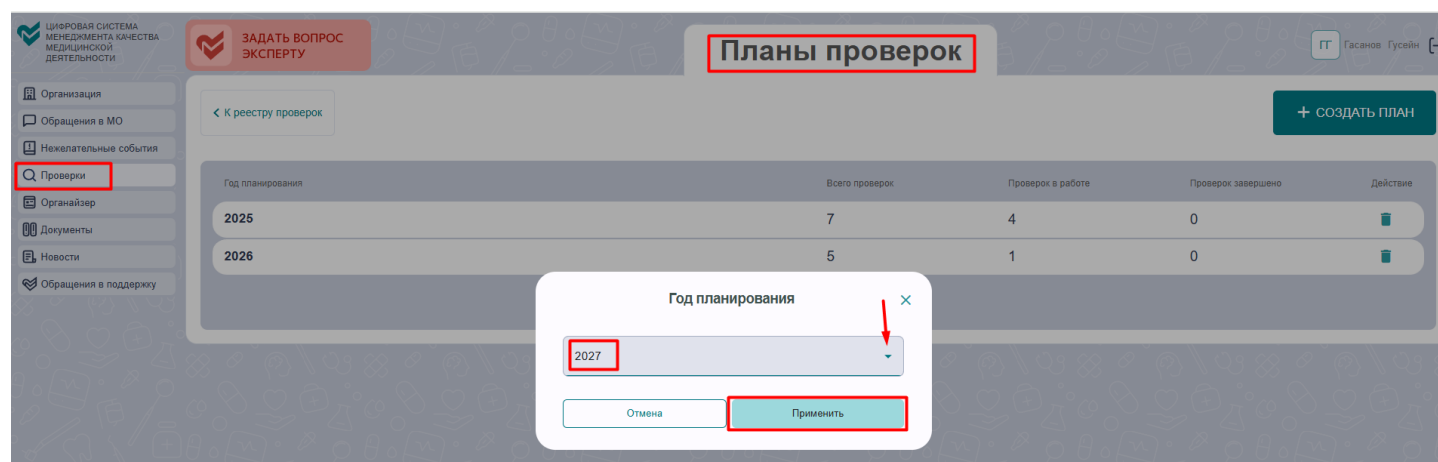 ЦИФРОВАЯ СИСТЕМА
МЕНЕДЖМЕНТА КАЧЕСТВА
МЕДИЦИНСКОЙ
ДЕЯТЕЛЬНОСТИ
ЗАДАТЬ ВОПРОС
ЭКСПЕРТУ
Планы проверок
ГГ Гасанов Гусейн
Организация
Обращения в МО
Нежелательные события
Проверки
Органайзер
Документы
Новости
Обращения в поддержку
К реестру проверок
+ СОЗДАТЬ ПЛАН
Год планирования Всего проверок Проверок в работе Проверок завершено Действие
2025 7 4 0
2026 5 1 0
Год планирования
2027
Отмена Применить